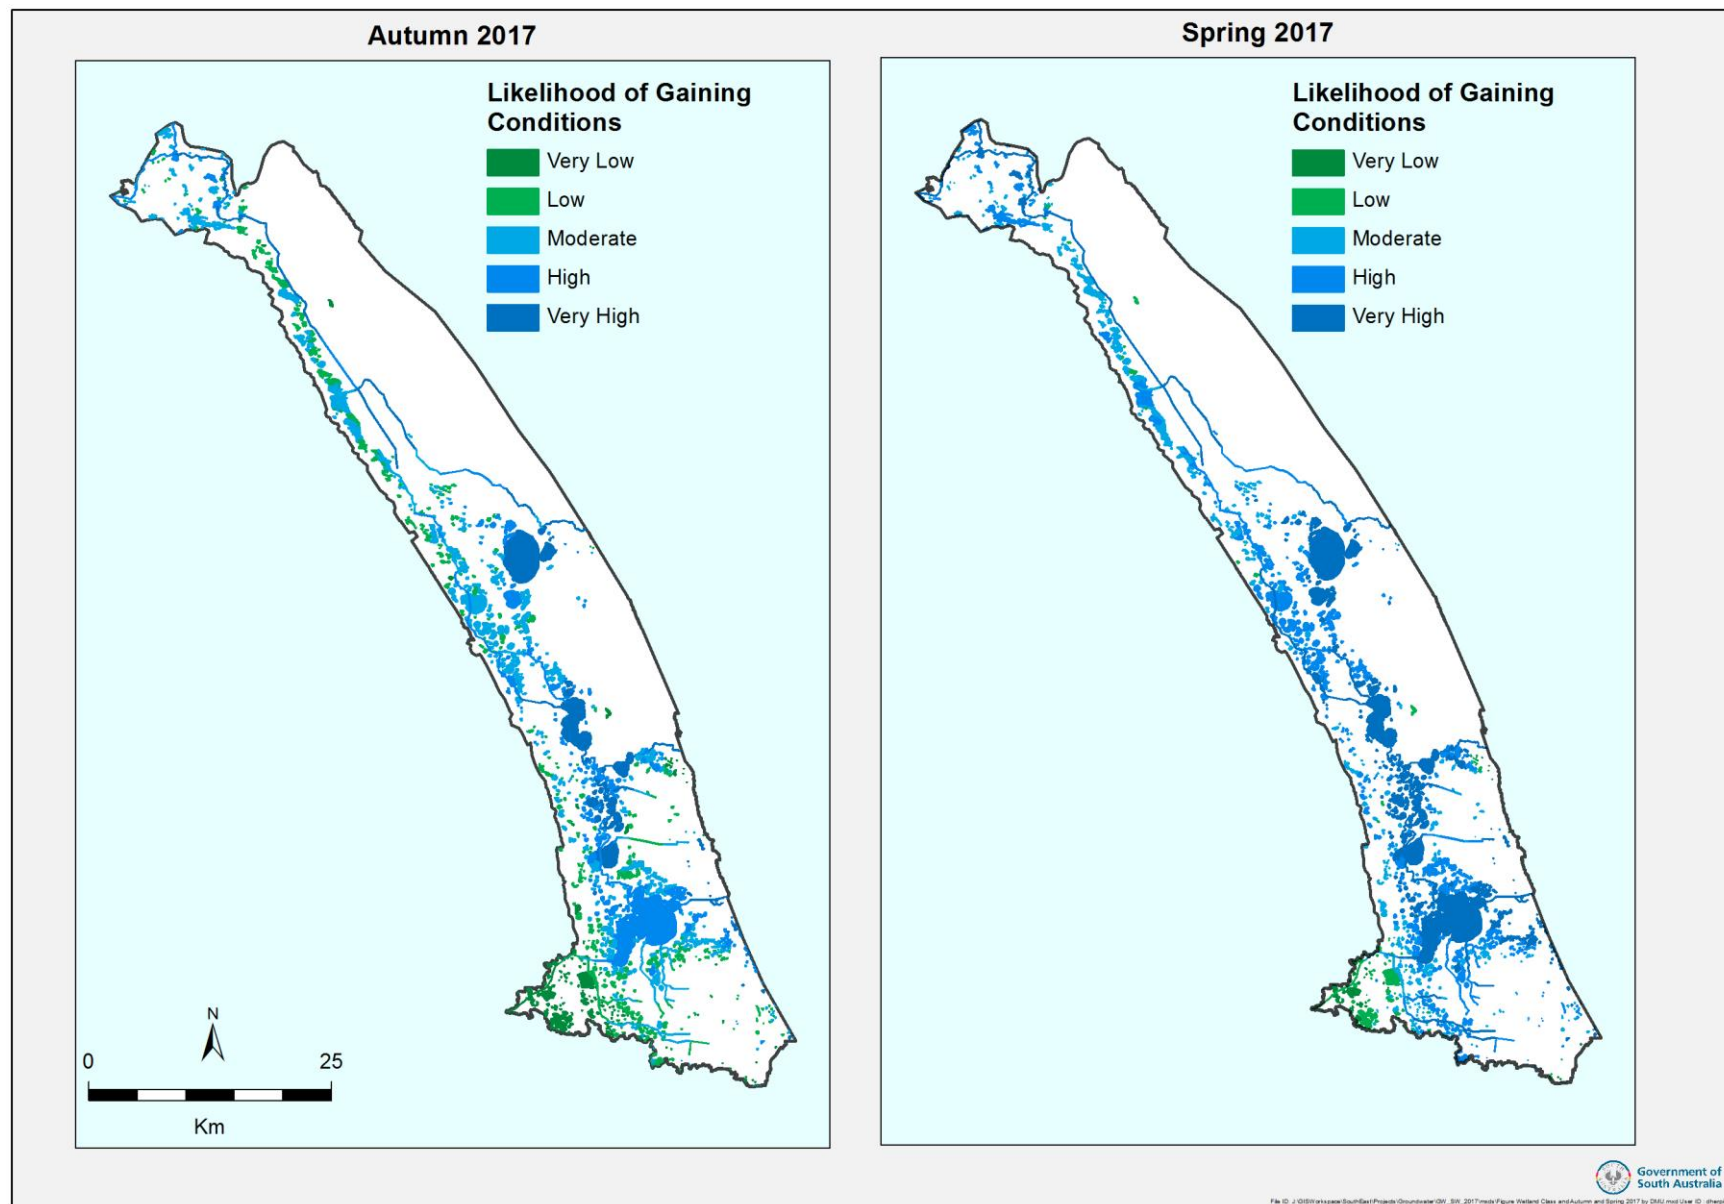 Autumn 2017
Likelihood of Gaining
Conditions
Very Low
Low
Moderate
High
Very High
N
0 25
Km
Spring 2017
Likelihood of Gaining
Conditions
Very Low
Low
Moderate
High
Very High
Government of
South Australia